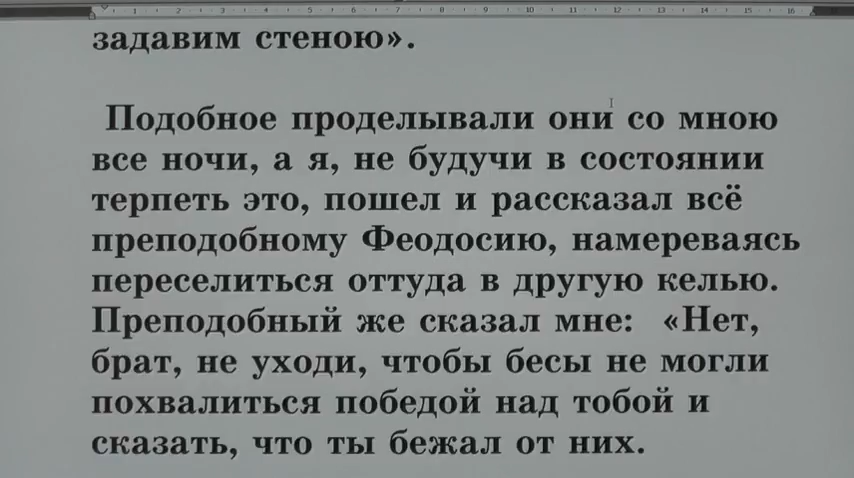 задавим стеною».
Подобное проделывали они со мною
все ночи, а я, не будучи в состоянии
терпеть это, пошел и рассказал всё
преподобному Феодосию, намереваясь
переселиться оттуда в другую келью.
Преподобный же сказал мне: «Нет,
брат, не уходи, чтобы бесы не могли
похвалиться победой над тобой и
сказать, что ты бежал от них.